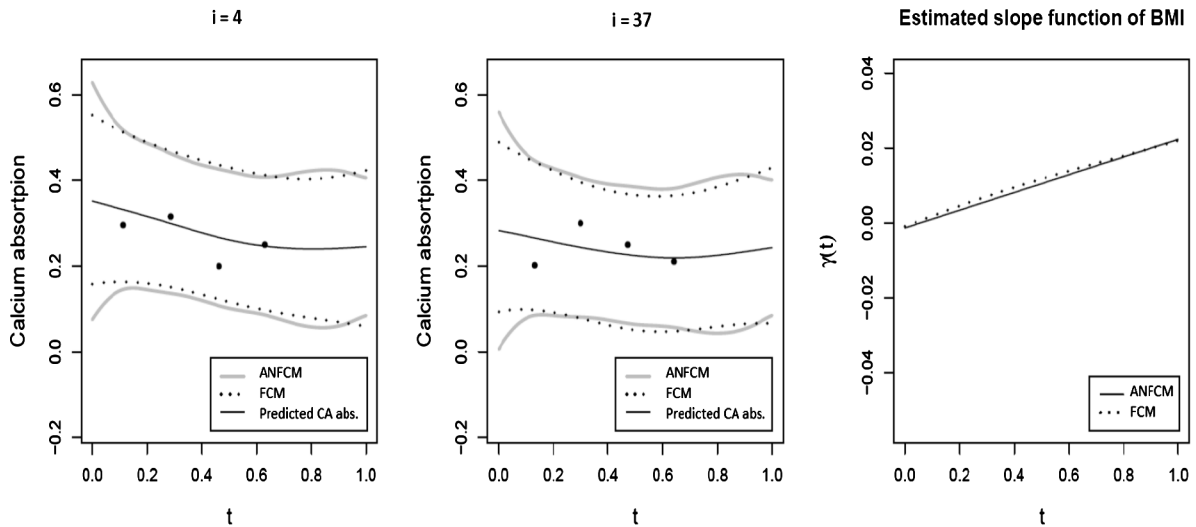 i = 4
Calcium absortpion
0.6
0.4
0.2
0.0
−0.2
ANFCM
FCM
Predicted CA abs.
0.0 0.2 0.4 0.6 0.8 1.0
t
i = 37
Calcium absortpion
0.6
0.4
0.2
0.0
−0.2
ANFCM
FCM
Predicted CA abs.
0.0 0.2 0.4 0.6 0.8 1.0
t
Estimated slope function of BMI
γ(t)
0.04
0.02
0.00
−0.02
−0.04
ANFCM
FCM
0.0 0.2 0.4 0.6 0.8 1.0
t